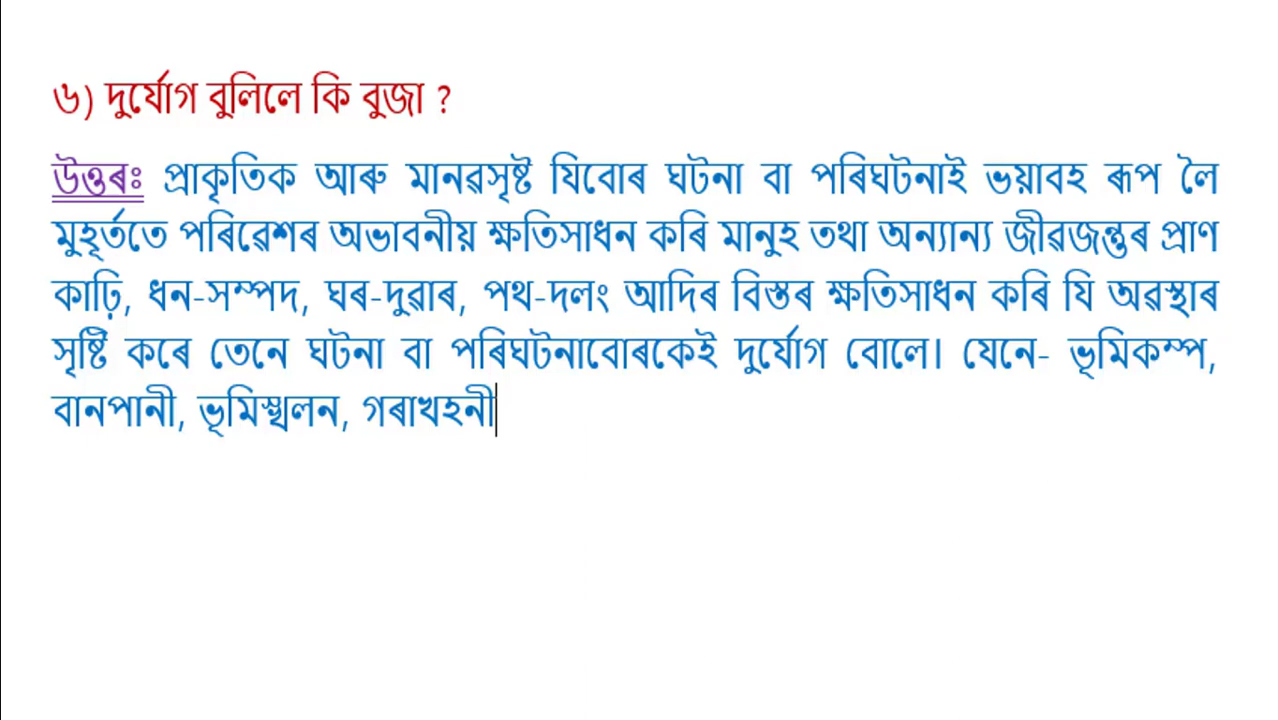 ৬) দুৰ্যোগ বুলিলে কি বুজা ?
উত্তৰঃ প্ৰাকৃতিক আৰু মানৱসৃষ্ট যিবোৰ ঘটনা বা পৰিঘটনাই ভয়াবহ ৰূপ লৈ
মুহূৰ্ততে পৰিৱেশৰ অভাবনীয় ক্ষতিসাধন কৰি মানুহ তথা অন্যান্য জীৱজন্তুৰ প্ৰাণ
কাঢ়ি, ধন-সম্পদ, ঘৰ-দুৱাৰ, পথ-দলং আদিৰ বিস্তৰ ক্ষতিসাধন কৰি যি অৱস্থাৰ
সৃষ্টি কৰে তেনে ঘটনা বা পৰিঘটনাবোৰকেই দুৰ্যোগ বোলে। যেনে- ভূমিকম্প,
বানপানী, ভূমিস্খলন, গৰাখহনী